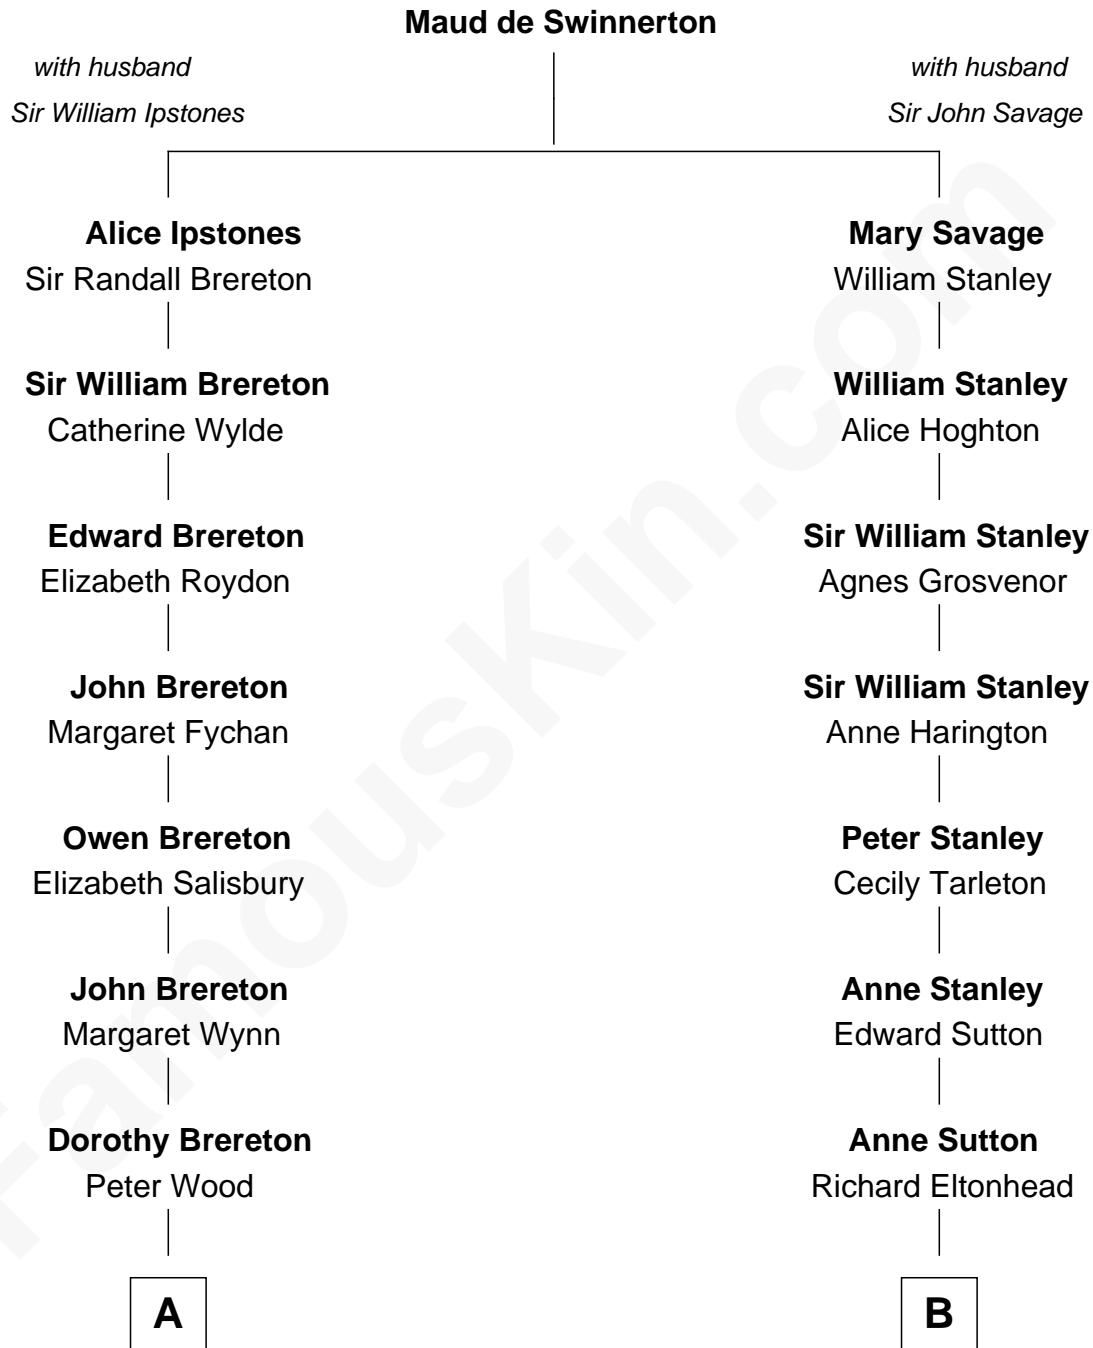 Maud de Swinnerton
with husband
Sir William Ipstones
with husband
Sir John Savage
Alice Ipstones
Sir Randall Brereton
Mary Savage
William Stanley
Sir William Brereton
Catherine Wylde
William Stanley
Alice Hoghton
Edward Brereton
Elizabeth Roydon
Sir William Stanley
Agnes Grosvenor
John Brereton
Margaret Fychan
Sir William Stanley
Anne Harington
Owen Brereton
Elizabeth Salisbury
Peter Stanley
Cecily Tarleton
John Brereton
Margaret Wynn
Anne Stanley
Edward Sutton
Dorothy Brereton
Peter Wood
Anne Sutton
Richard Eltonhead
A
B
FamousKin.com